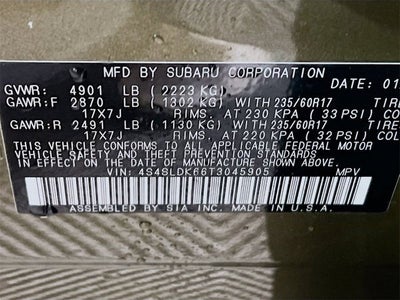 MFD BY SUBARU CORPORATION DATE: 01
GVWR: 4901 LB ( 2223 KG)
GAWR:F 2870 LB ( 1302 KG) WITH 235/60R17 TIRE
17X7J RIMS. AT 230 KPA ( 33 PSI) COL
GAWR:R 2491 LB ( 1130 KG) WITH 235/60R17 TIRE
17X7J RIMS. AT 220 KPA ( 32 PSI) COL
THIS VEHICLE CONFORMS TO ALL APPLICABLE FEDERAL MOTOR
VEHICLE SAFETY AND THEFT PREVENTION STANDARDS
IN EFFECT ON THE DATE OF MANUFACTURE SHOWN ABOVE.
VIN: 4S4SLDK66T3045905 MPV
ASSEMBLED BY SIA INC. MADE IN U.S.A.